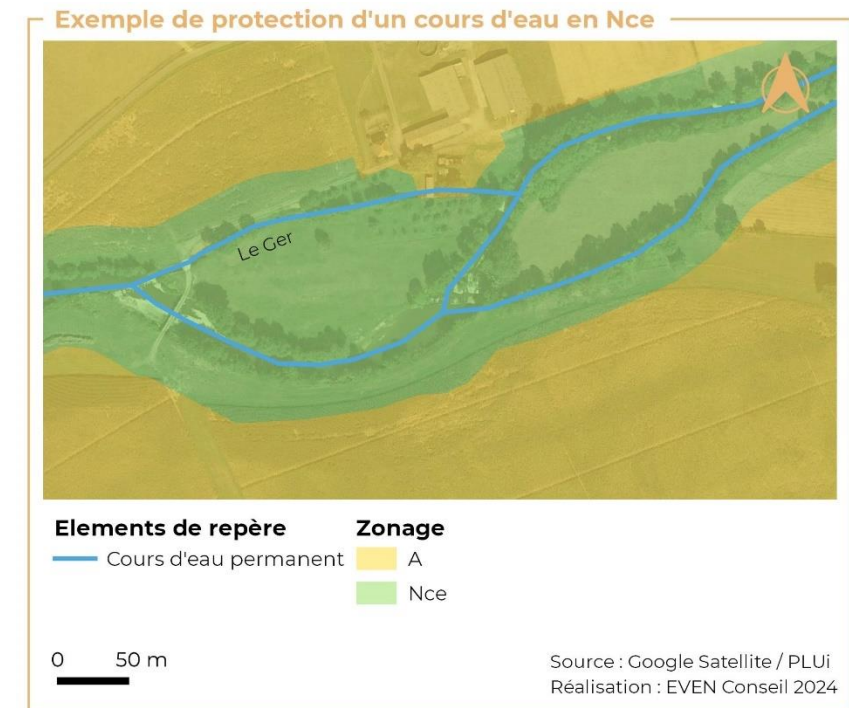 Exemple de protection d'un cours d'eau en Nce
Le Ger
Elements de repère
Cours d'eau permanent
Zonage
A
Nce
0 50 m
Source : Google Satellite / PLUi
Réalisation : EVEN Conseil 2024